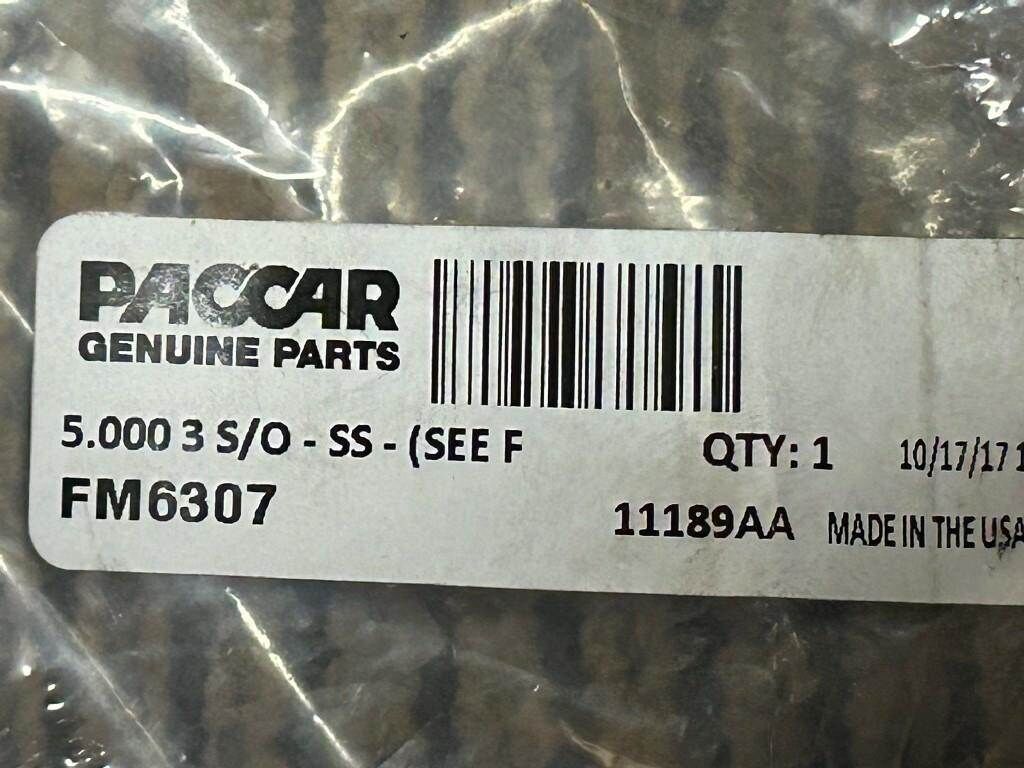 PACCAR
GENUINE PARTS
5.000 3 S/O - SS - (SEE F
QTY: 1
10/17/17 1
FM6307
11189AA
MADE IN THE USA